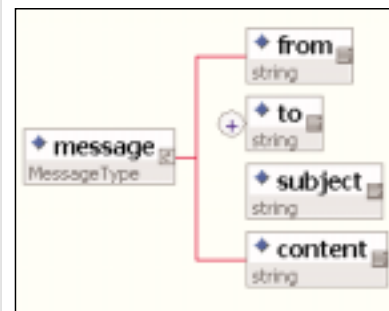 from
string
to
string
message
MessageType
subject
string
content
string